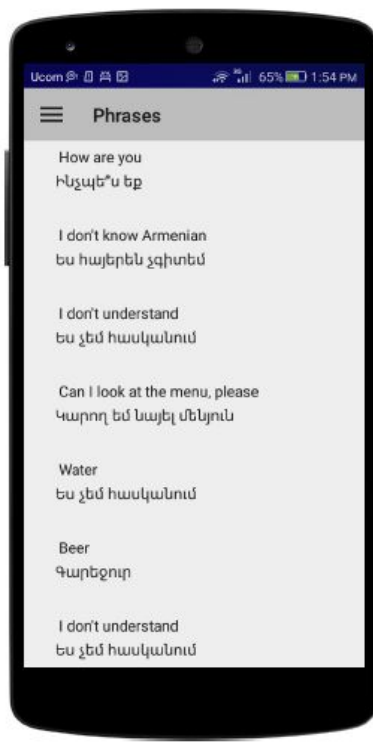 Ucom 3G 65% 1:54 PM
Phrases
How are you
Ինչպե՞ս եք
I don't know Armenian
Ես հայերեն չգիտեմ
I don't understand
Ես չեմ հասկանում
Can I look at the menu, please
Կարող եմ նայել մենյուն
Water
Ես չեմ հասկանում
Beer
Գարեջուր
I don't understand
Ես չեմ հասկանում